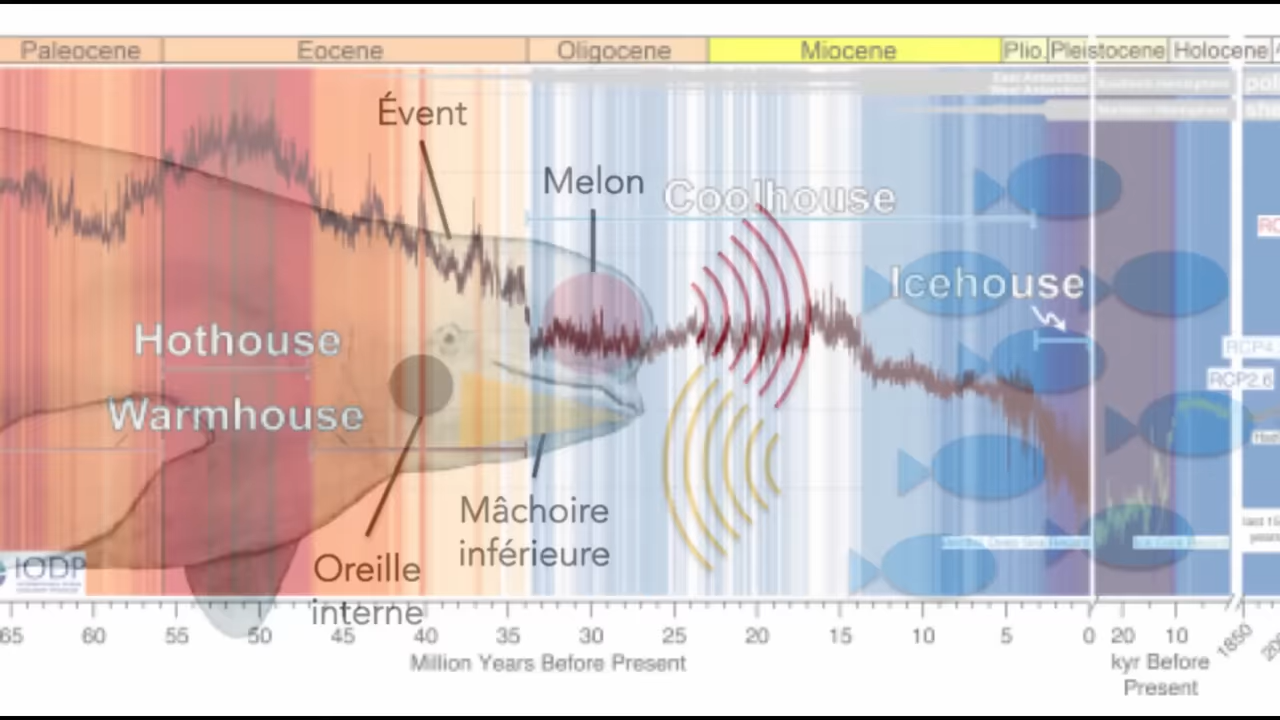 Paleocene Eocene Oligocene Miocene Plio. Pleistocene Holocene
Évent
Melon
Coolhouse
Icehouse
Hothouse
RCP4.
RCP2.6
Warmhouse
Mâchoire
inférieure
Oreille
interne
IODP
65 60 55 50 45 40 35 30 25 20 15 10 5 0 20 10 1850
Million Years Before Present
kyr Before
Present